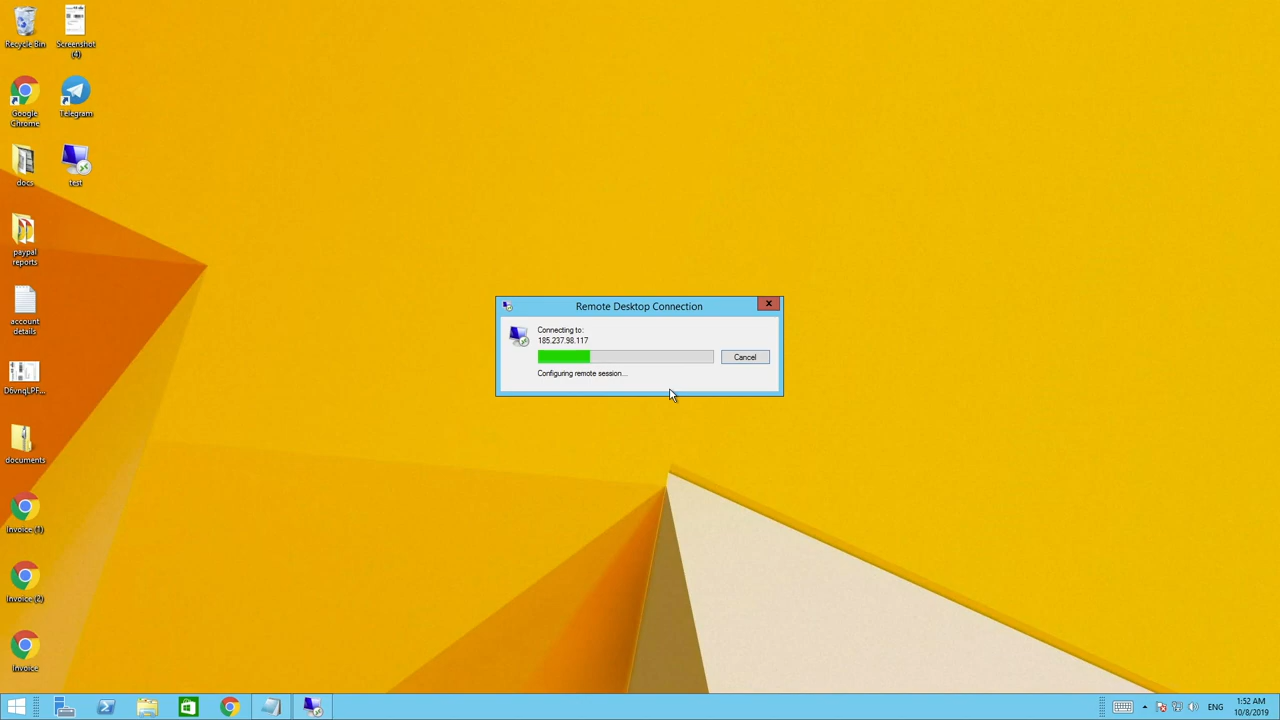 Recycle Bin
Screenshot
(4)
Google
Chrome
Telegram
docs
test
paypal
reports
account
details
D6vnqLPF...
documents
Invoice (1)
Invoice (2)
Invoice
Remote Desktop Connection
Connecting to:
185.237.98.117
Cancel
Configuring remote session...
ENG
1:52 AM
10/8/2019